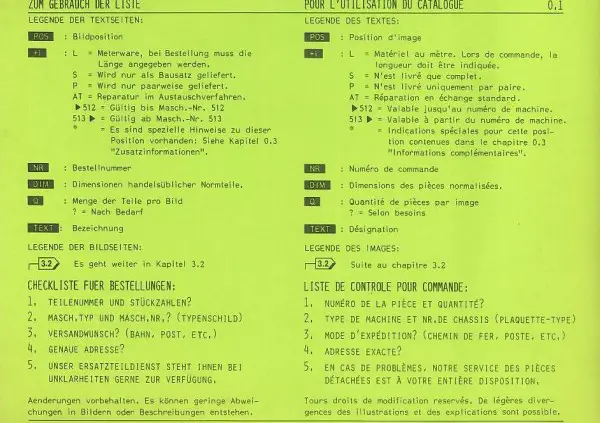 ZUM GEBRAUCH DER LISTE
LEGENDE DER TEXTSEITEN:
POS : Bildposition
+i : L = Meterware, bei Bestellung muss die
Länge angegeben werden.
S = Wird nur als Bausatz geliefert.
P = Wird nur paarweise geliefert.
AT = Reparatur im Austauschverfahren.
▶512 = Gültig bis Masch.-Nr. 512
513▶ = Gültig ab Masch.-Nr. 513
* = Es sind spezielle Hinweise zu dieser
Position vorhanden: Siehe Kapitel 0.3
"Zusatzinformationen".
NR : Bestellnummer
DIM : Dimensionen handelsüblicher Normteile.
Q : Menge der Teile pro Bild
? = Nach Bedarf
TEXT : Bezeichnung
LEGENDE DER BILDSEITEN:
3.2 Es geht weiter in Kapitel 3.2
CHECKLISTE FUER BESTELLUNGEN:
1. TEILENUMMER UND STÜCKZAHLEN?
2. MASCH.TYP UND MASCH.NR.? (TYPENSCHILD)
3. VERSANDWUNSCH? (BAHN, POST, ETC.)
4. GENAUE ADRESSE?
5. UNSER ERSATZTEILDIENST STEHT IHNEN BEI
UNKLARHEITEN GERNE ZUR VERFÜGUNG.
Aenderungen vorbehalten. Es können geringe Abwei-
chungen in Bildern oder Beschreibungen entstehen.
POUR L'UTILISATION DU CATALOGUE 0.1
LEGENDE DES TEXTES:
POS : Position d'image
+i : L = Matériel au mètre. Lors de commande, la
longueur doit être indiquée.
S = N'est livré que complet.
P = N'est livré uniquement par paire.
AT = Réparation en échange standard.
▶512 = Valable jusqu'au numéro de machine.
513▶ = Valable à partir du numéro de machine.
* = Indications spéciales pour cette posi-
tion contenues dans le chapitre 0.3
"Informations complémentaires".
NR : Numéro de commande
DIM : Dimensions des pièces normalisées.
Q : Quantité de pièces par image
? = Selon besoins
TEXT : Désignation
LEGENDE DES IMAGES:
3.2 Suite au chapitre 3.2
LISTE DE CONTROLE POUR COMMANDE:
1. NUMÉRO DE LA PIÈCE ET QUANTITÉ?
2. TYPE DE MACHINE ET NR.DE CHASSIS (PLAQUETTE-TYPE)
3. MODE D'EXPÉDITION? (CHEMIN DE FER, POSTE, ETC.)
4. ADRESSE EXACTE?
5. EN CAS DE PROBLÈMES, NOTRE SERVICE DES PIÈCES
DÉTACHÉES EST À VOTRE ENTIÈRE DISPOSITION.
Tours droits de modification reservés. De légères diver-
gences des illustrations et des explications sont possible.